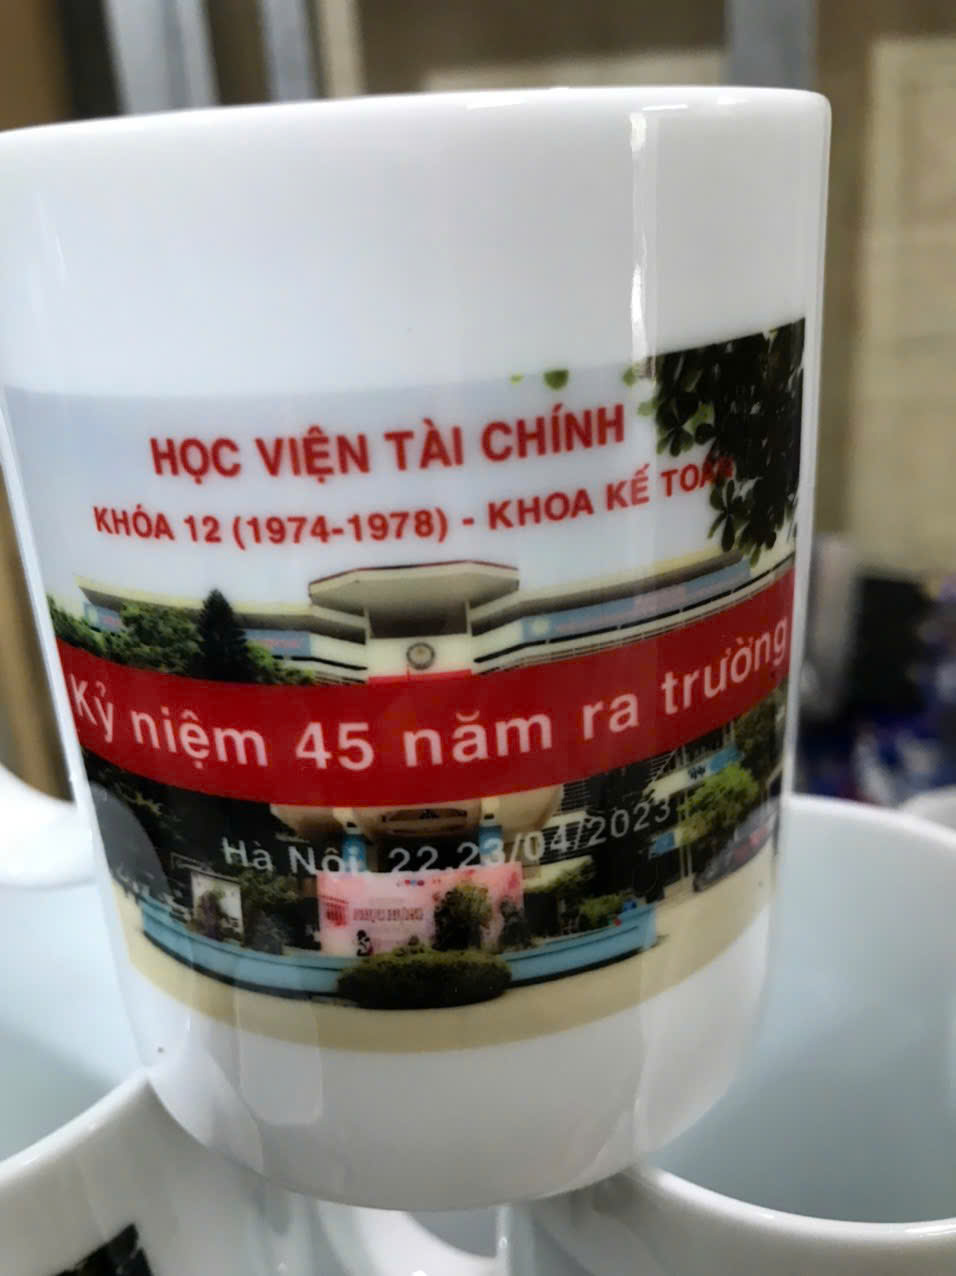 HỌC VIỆN TÀI CHÍNH
KHÓA 12 (1974-1978) - KHOA KẾ TOÁN
Kỷ niệm 45 năm ra trường
Hà Nội, 22,23/04/2023